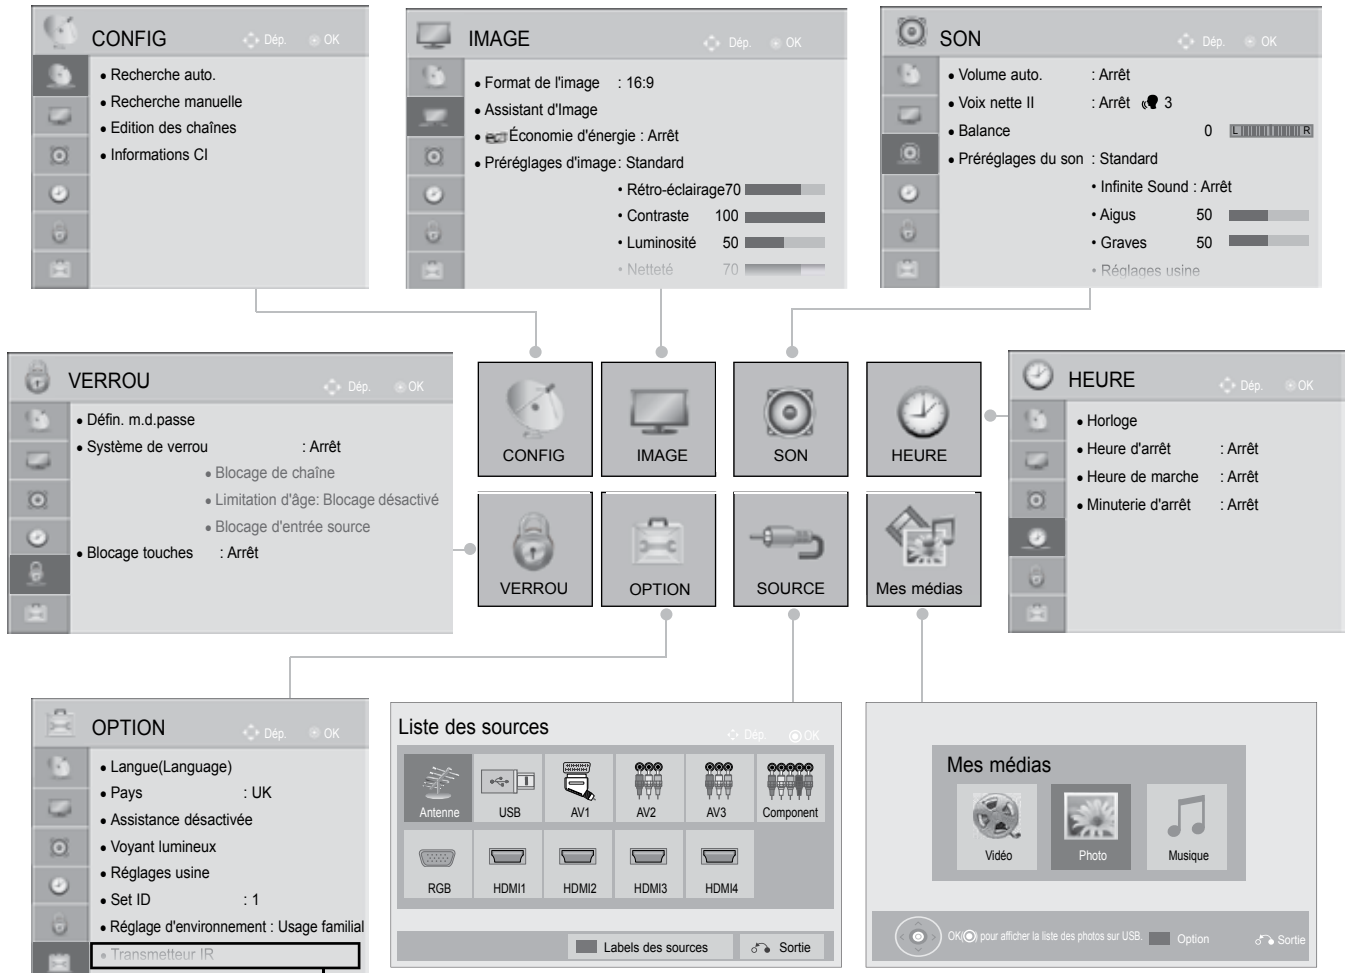 CONFIG Dép. OK
• Recherche auto.
• Recherche manuelle
• Edition des chaînes
• Informations CI
IMAGE Dép. OK
• Format de l'image : 16:9
• Assistant d'Image
• Économie d'énergie : Arrêt
• Préréglages d'image : Standard
• Rétro-éclairage 70
• Contraste 100
• Luminosité 50
• Netteté 70
SON Dép. OK
• Volume auto. : Arrêt
• Voix nette II : Arrêt 3
• Balance 0 L R
• Préréglages du son : Standard
• Infinite Sound : Arrêt
• Aigus 50
• Graves 50
• Réglages usine
VERROU Dép. OK
• Défin. m.d.passe
• Système de verrou : Arrêt
• Blocage de chaîne
• Limitation d'âge: Blocage désactivé
• Blocage d'entrée source
• Blocage touches : Arrêt
CONFIG
IMAGE
SON
HEURE
VERROU
OPTION
SOURCE
Mes médias
HEURE Dép. OK
• Horloge
• Heure d'arrêt : Arrêt
• Heure de marche : Arrêt
• Minuterie d'arrêt : Arrêt
OPTION Dép. OK
• Langue(Language)
• Pays : UK
• Assistance désactivée
• Voyant lumineux
• Réglages usine
• Set ID : 1
• Réglage d'environnement : Usage familial
• Transmetteur IR
Liste des sources Dép. OK
Antenne
USB
AV1
AV2
AV3
Component
RGB
HDMI1
HDMI2
HDMI3
HDMI4
Labels des sources
Sortie
Mes médias
Vidéo
Photo
Musique
OK(◉) pour afficher la liste des photos sur USB.
Option
Sortie